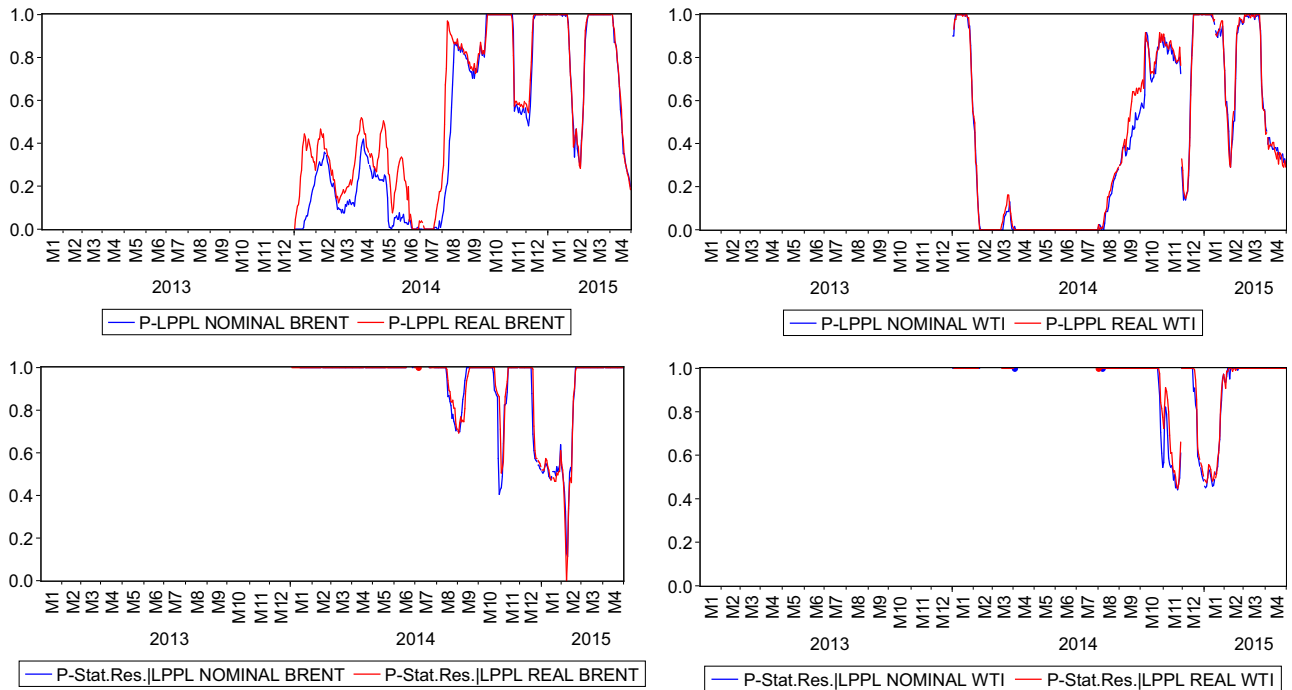 1.0
0.8
0.6
0.4
0.2
0.0
M1 M2 M3 M4 M5 M6 M7 M8 M9 M10 M11 M12 M1 M2 M3 M4 M5 M6 M7 M8 M9 M10 M11 M12 M1 M2 M3 M4
2013 2014 2015
P-LPPL NOMINAL BRENT P-LPPL REAL BRENT
1.0
0.8
0.6
0.4
0.2
0.0
M1 M2 M3 M4 M5 M6 M7 M8 M9 M10 M11 M12 M1 M2 M3 M4 M5 M6 M7 M8 M9 M10 M11 M12 M1 M2 M3 M4
2013 2014 2015
P-LPPL NOMINAL WTI P-LPPL REAL WTI
1.0
0.8
0.6
0.4
0.2
0.0
M1 M2 M3 M4 M5 M6 M7 M8 M9 M10 M11 M12 M1 M2 M3 M4 M5 M6 M7 M8 M9 M10 M11 M12 M1 M2 M3 M4
2013 2014 2015
P-Stat.Res.|LPPL NOMINAL BRENT P-Stat.Res.|LPPL REAL BRENT
1.0
0.8
0.6
0.4
0.2
0.0
M1 M2 M3 M4 M5 M6 M7 M8 M9 M10 M11 M12 M1 M2 M3 M4 M5 M6 M7 M8 M9 M10 M11 M12 M1 M2 M3 M4
2013 2014 2015
P-Stat.Res.|LPPL NOMINAL WTI P-Stat.Res.|LPPL REAL WTI